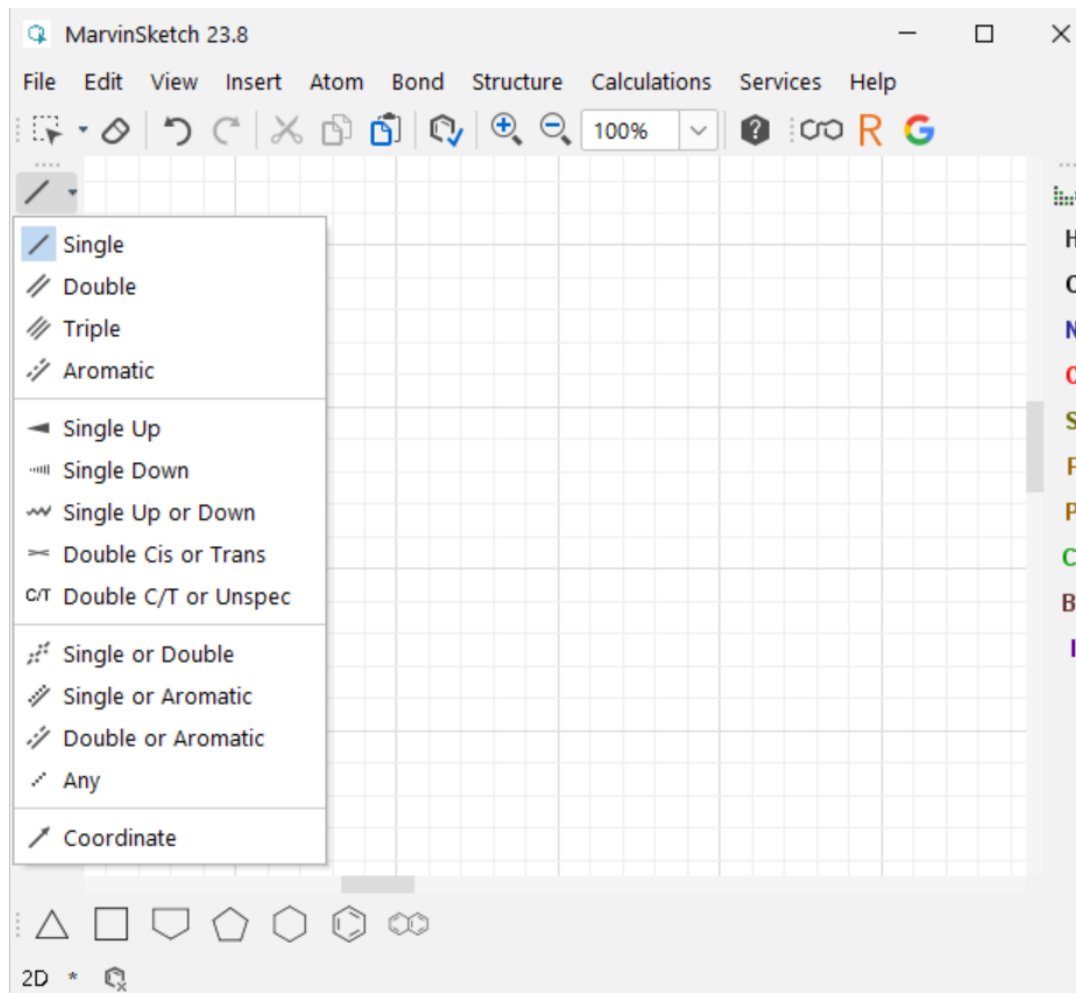 MarvinSketch 23.8
File Edit View Insert Atom Bond Structure Calculations Services Help
100% ? R G
Single
Double
Triple
Aromatic
Single Up
Single Down
Single Up or Down
Double Cis or Trans
C/T Double C/T or Unspec
Single or Double
Single or Aromatic
Double or Aromatic
Any
Coordinate
H
N
S
P
B
I
2D *